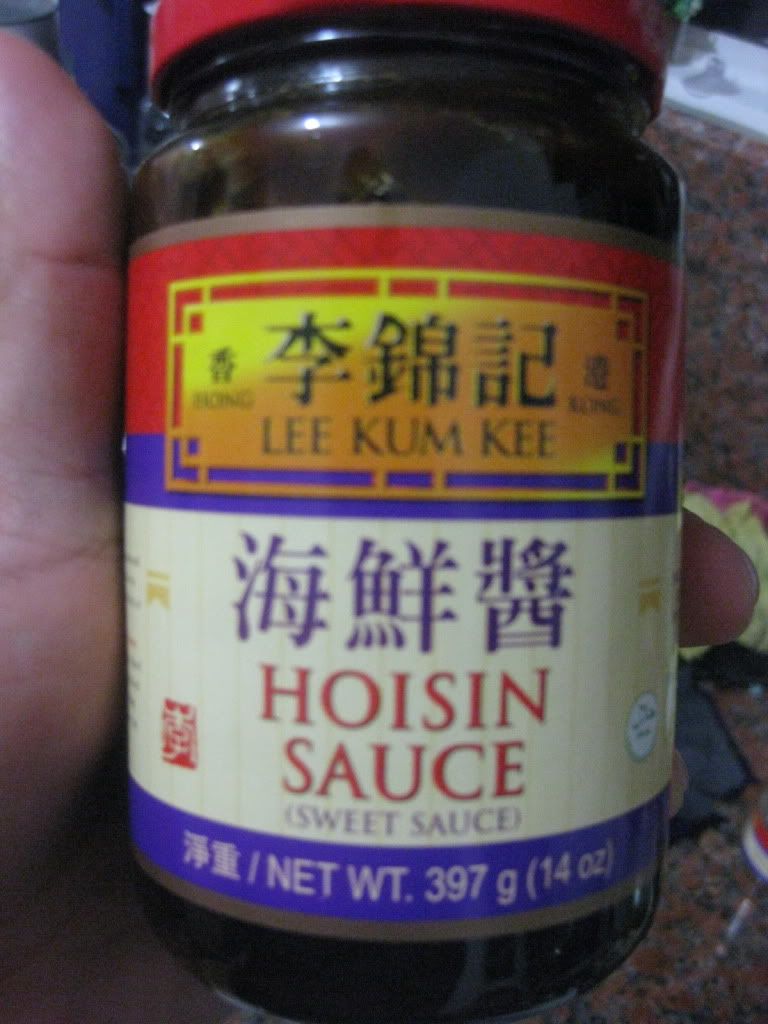 香 李錦記 港
HONG LEE KUM KEE KONG
海鮮醬
HOISIN
SAUCE
(SWEET SAUCE)
李
淨重 / NET WT. 397 g (14 oz)